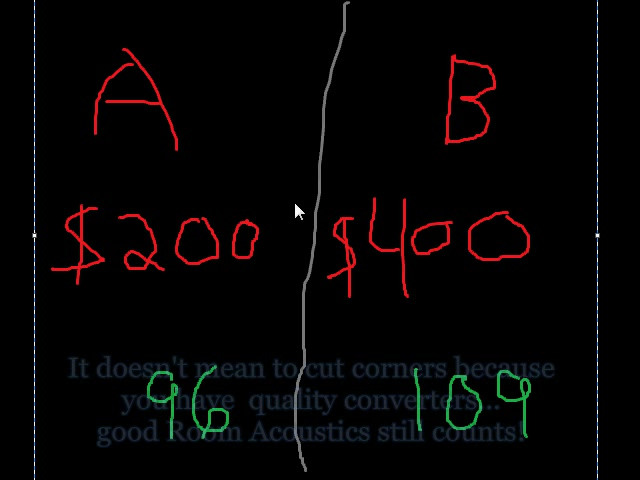 A B
$200 $400
It doesn't mean to cut corners because
you have quality converters...
good Room Acoustics still counts!
96 109